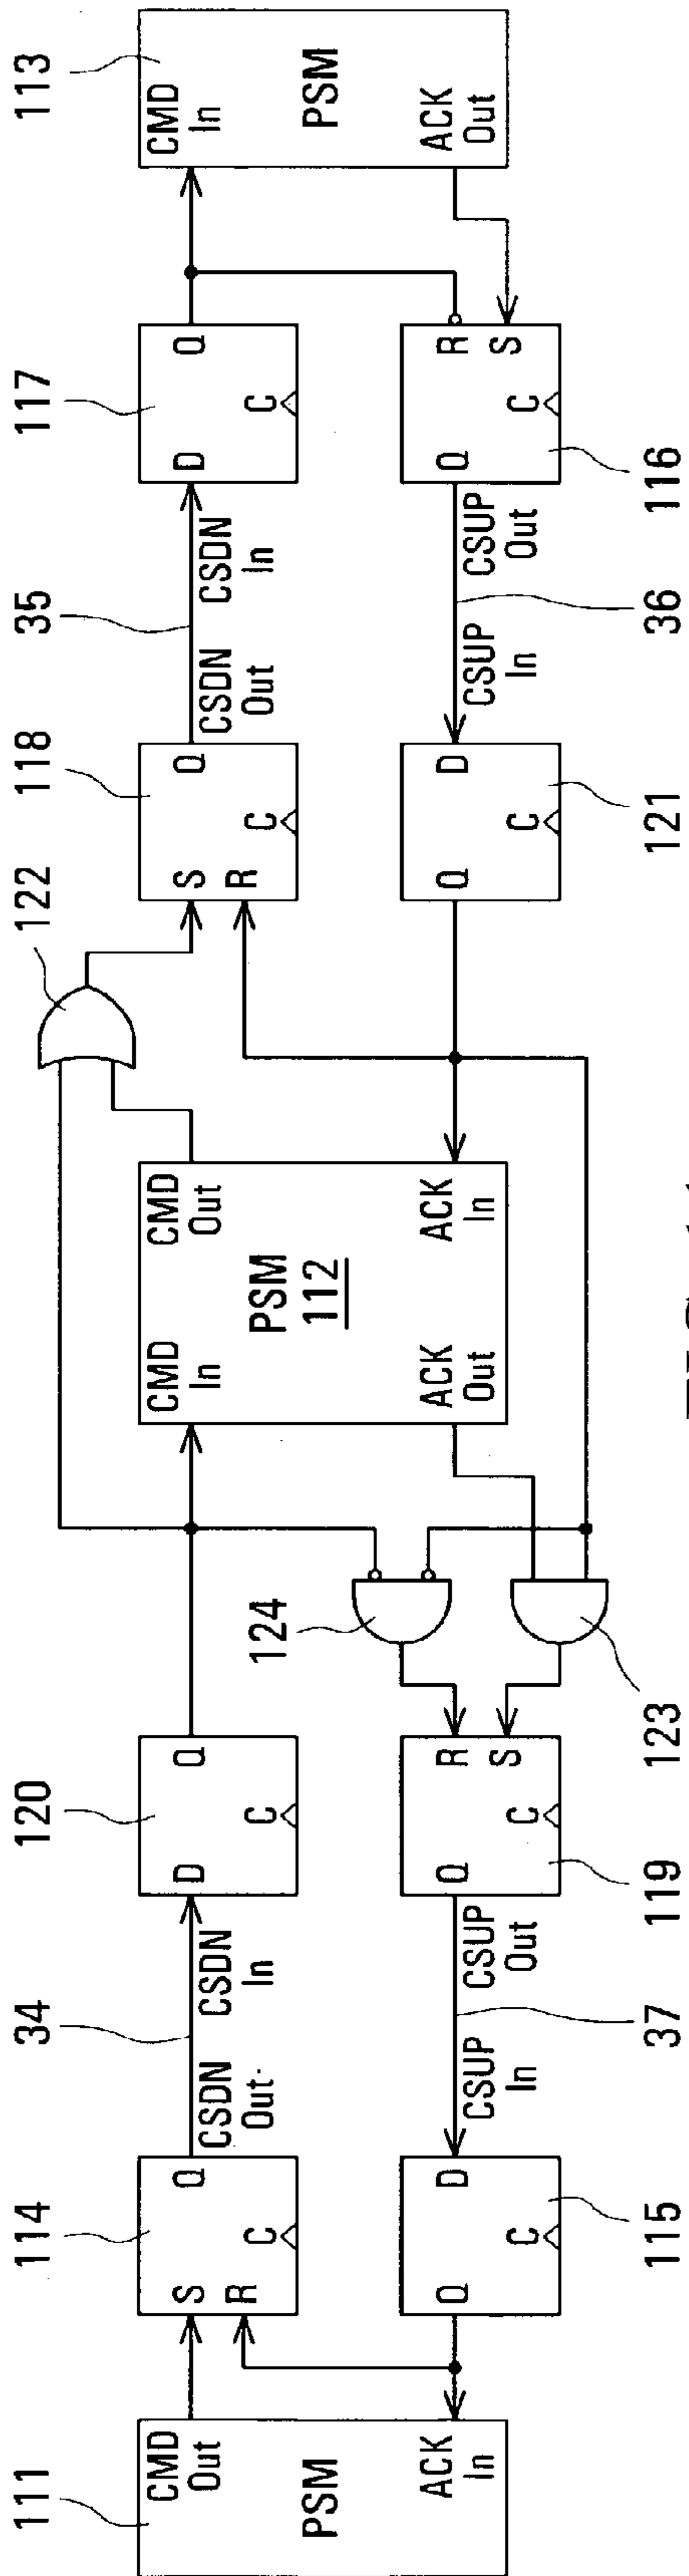 111
114
34
120
122
118
35
117
113
CMD
Out
PSM
ACK
In
S
Q
R
C
CSDN
Out
CSDN
In
D
Q
C
CMD
In
CMD
Out
PSM
112
ACK
Out
ACK
In
S
Q
R
C
CSDN
Out
CSDN
In
D
Q
C
CMD
In
PSM
ACK
Out
Q
D
C
CSUP
In
CSUP
Out
Q
R
S
C
124
Q
D
C
CSUP
In
CSUP
Out
Q
R
S
C
115
37
119
123
121
36
116